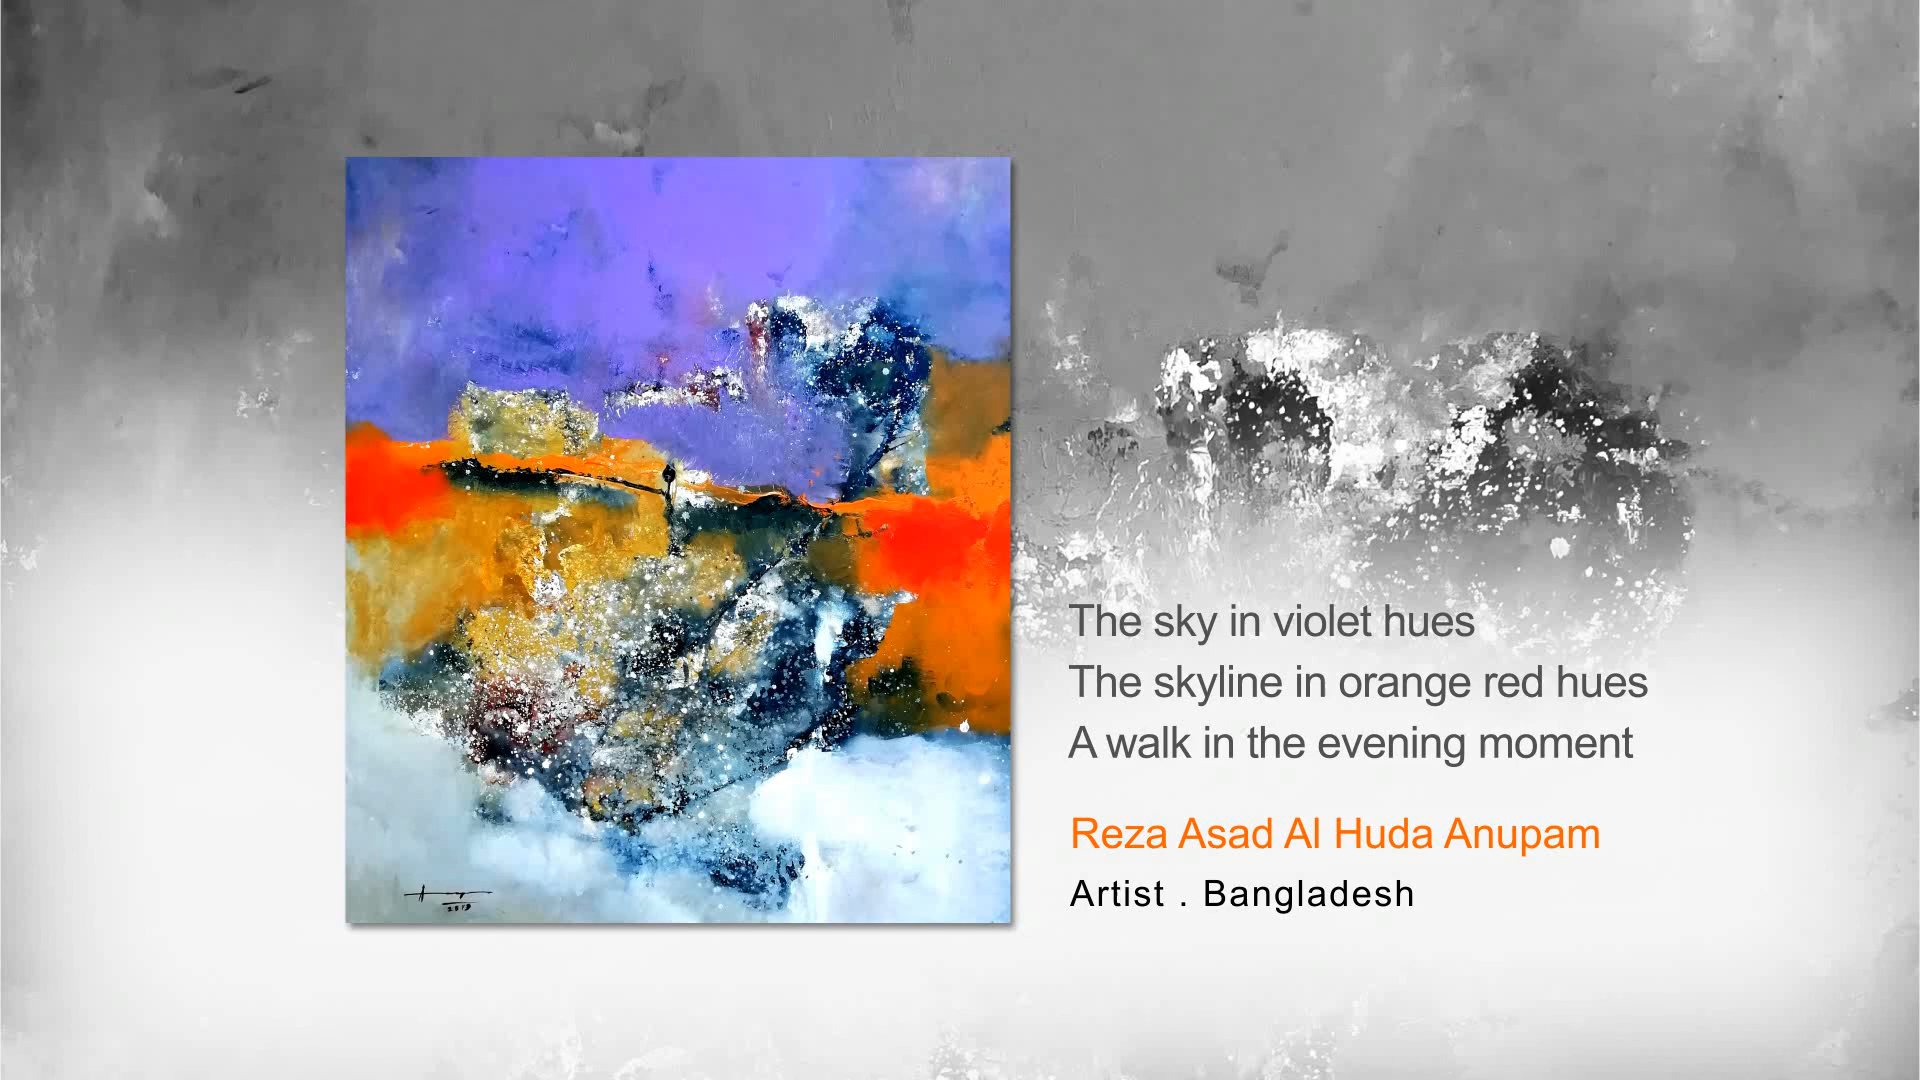 The sky in violet hues
The skyline in orange red hues
A walk in the evening moment
Reza Asad Al Huda Anupam
Artist . Bangladesh
2019